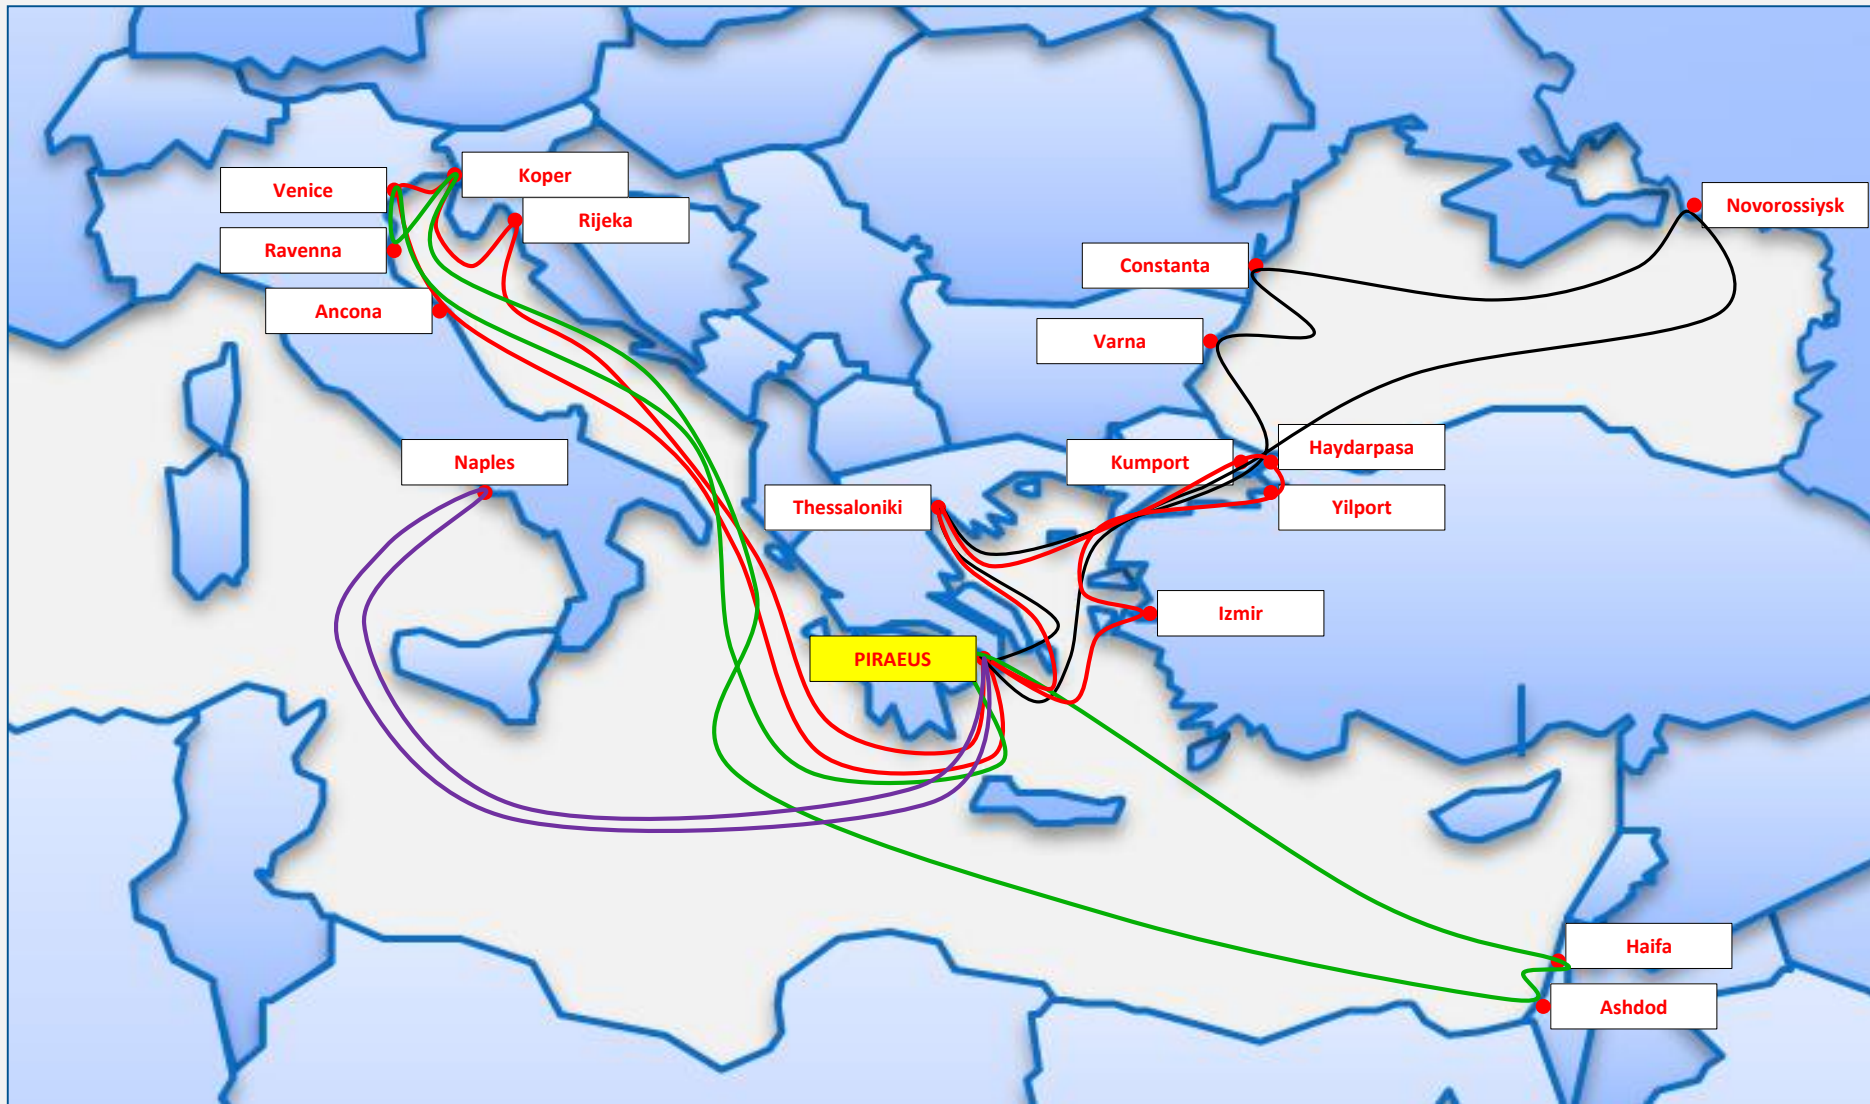 Koper
Venice
Novorossiysk
Rijeka
Ravenna
Constanta
Ancona
Varna
Haydarpasa
Naples
Kumport
Thessaloniki
Yilport
Izmir
PIRAEUS
Haifa
Ashdod